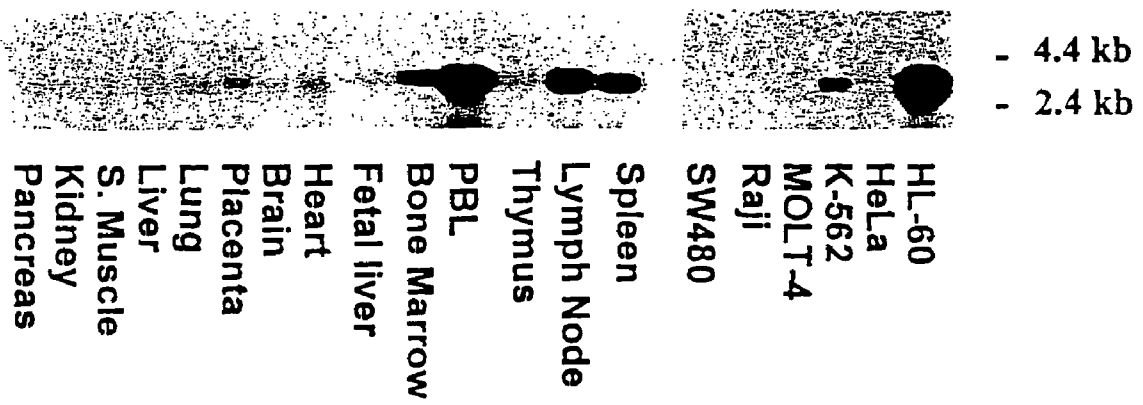 - 4.4 kb
- 2.4 kb
Pancreas
Kidney
S. Muscle
Liver
Lung
Placenta
Brain
Heart
Fetal liver
Bone Marrow
PBL
Thymus
Lymph Node
Spleen
SW480
Raji
MOLT-4
K-562
HeLa
HL-60